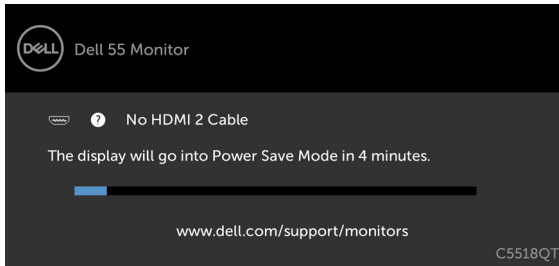 DELL
Dell 55 Monitor
? No HDMI 2 Cable
The display will go into Power Save Mode in 4 minutes.
www.dell.com/support/monitors
C5518QT